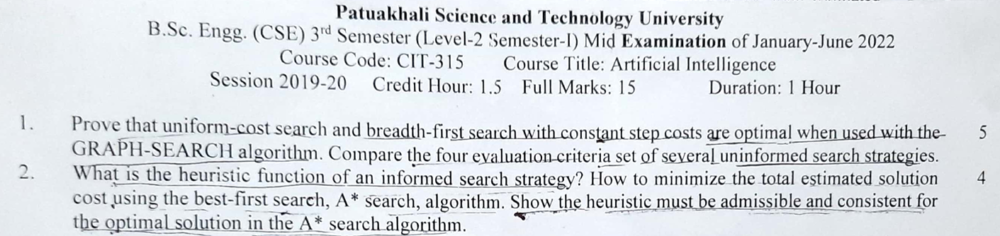 Patuakhali Science and Technology University
B.Sc. Engg. (CSE) 3rd Semester (Level-2 Semester-I) Mid Examination of January-June 2022
Course Code: CIT-315 Course Title: Artificial Intelligence
Session 2019-20 Credit Hour: 1.5 Full Marks: 15 Duration: 1 Hour
1. Prove that uniform-cost search and breadth-first search with constant step costs are optimal when used with the 5
GRAPH-SEARCH algorithm. Compare the four evaluation criteria set of several uninformed search strategies.
2. What is the heuristic function of an informed search strategy? How to minimize the total estimated solution 4
cost using the best-first search, A* search, algorithm. Show the heuristic must be admissible and consistent for
the optimal solution in the A* search algorithm.